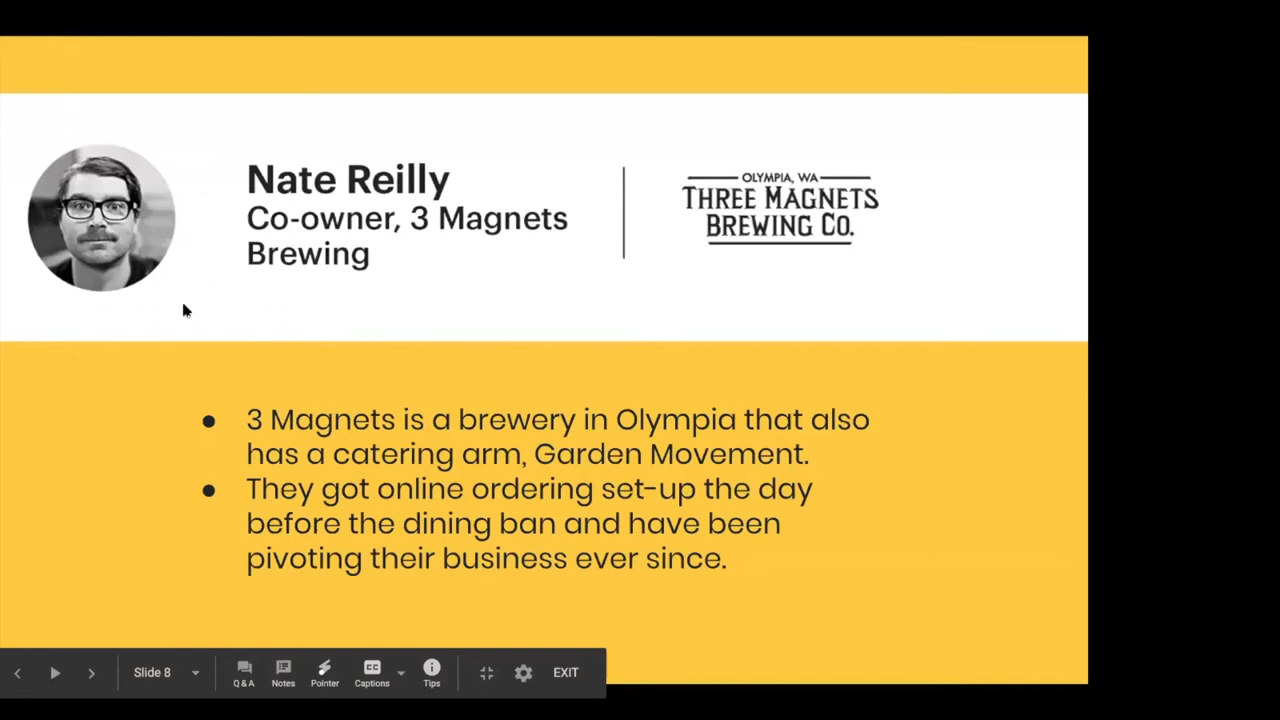 Nate Reilly
Co-owner, 3 Magnets
Brewing
OLYMPIA, WA
THREE MAGNETS
BREWING CO.
● 3 Magnets is a brewery in Olympia that also
has a catering arm, Garden Movement.
● They got online ordering set-up the day
before the dining ban and have been
pivoting their business ever since.
Slide 8
Q & A
Notes
Pointer
CC
Captions
Tips
EXIT